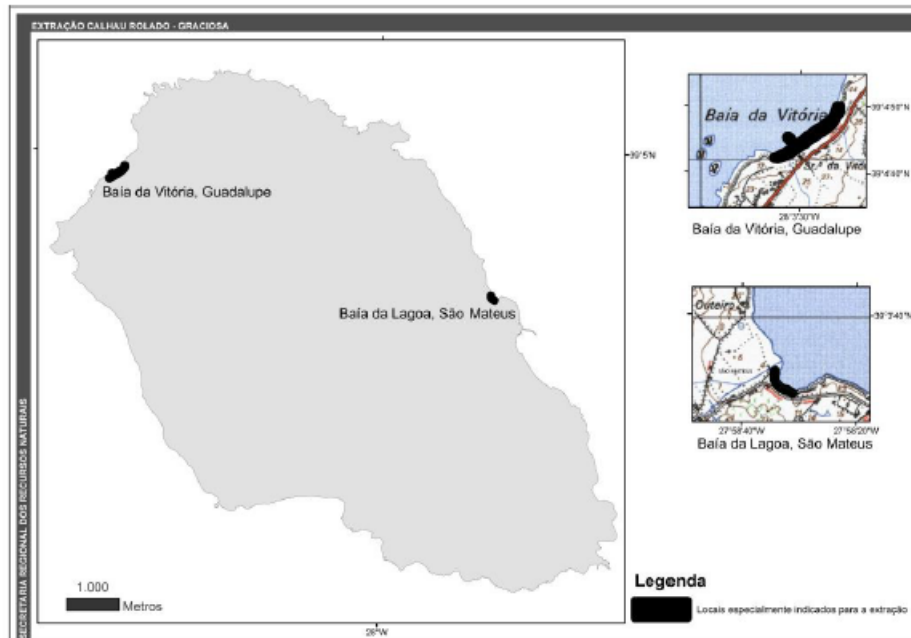 EXTRAÇÃO CALHAU ROLADO - GRACIOSA
SECRETARIA REGIONAL DOS RECURSOS NATURAIS
Baía da Vitória, Guadalupe
Baía da Lagoa, São Mateus
39°5'N
28°W
1.000
Metros
Baía da Vitória
Srª da Vitó
39°4'50"N
39°4'40"N
28°3'30"W
Baía da Vitória, Guadalupe
Outeiro
39°3'40"N
27°58'40"W
27°58'20"W
Baía da Lagoa, São Mateus
Legenda
Locais especialmente indicados para a extração